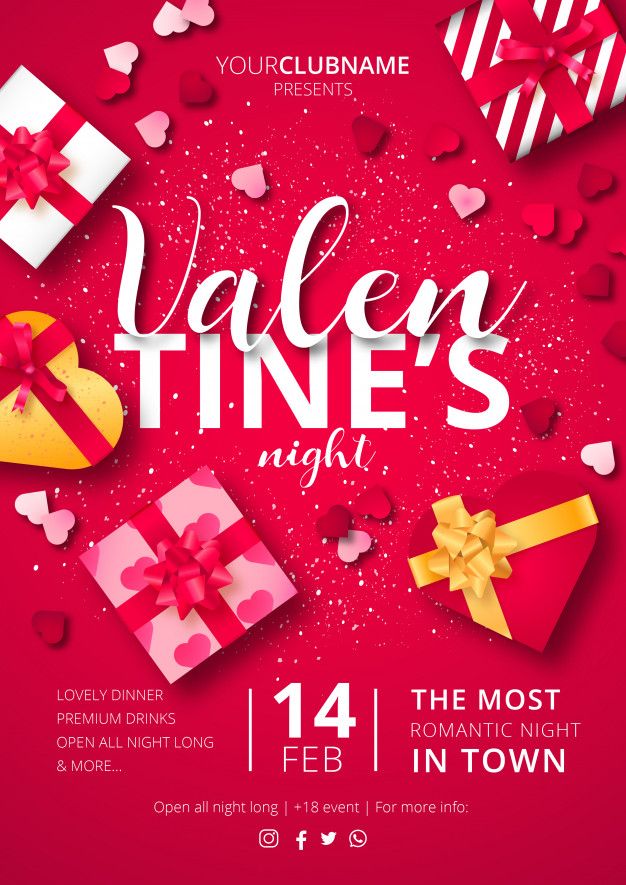 YOURCLUBNAME
PRESENTS
Valen
TINE'S
night
LOVELY DINNER
PREMIUM DRINKS
OPEN ALL NIGHT LONG
& MORE...
14
FEB
THE MOST
ROMANTIC NIGHT
IN TOWN
Open all night long | +18 event | For more info: